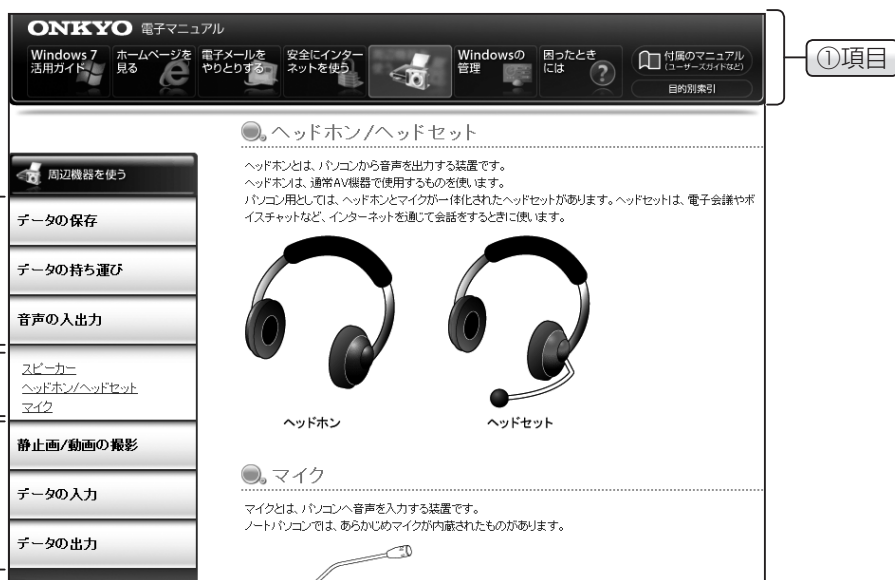 ONKYO 電子マニュアル
Windows 7
活用ガイド
ホームページを
見る
電子メールを
やりとりする
安全にインター
ネットを使う
Windowsの
管理
困ったとき
には
付属のマニュアル
(ユーザーズガイドなど)
目的別索引
①項目
周辺機器を使う
データの保存
データの持ち運び
音声の入出力
スピーカー
ヘッドホン/ヘッドセット
マイク
静止画/動画の撮影
データの入力
データの出力
ヘッドホン/ヘッドセット
ヘッドホンとは、パソコンから音声を出力する装置です。
ヘッドホンは、通常AV機器で使用するものを使います。
パソコン用としては、ヘッドホンとマイクが一体化されたヘッドセットがあります。ヘッドセットは、電子会議やボ
イスチャットなど、インターネットを通じて会話をするときに使います。
ヘッドホン
ヘッドセット
マイク
マイクとは、パソコンへ音声を入力する装置です。
ノートパソコンでは、あらかじめマイクが内蔵されたものがあります。